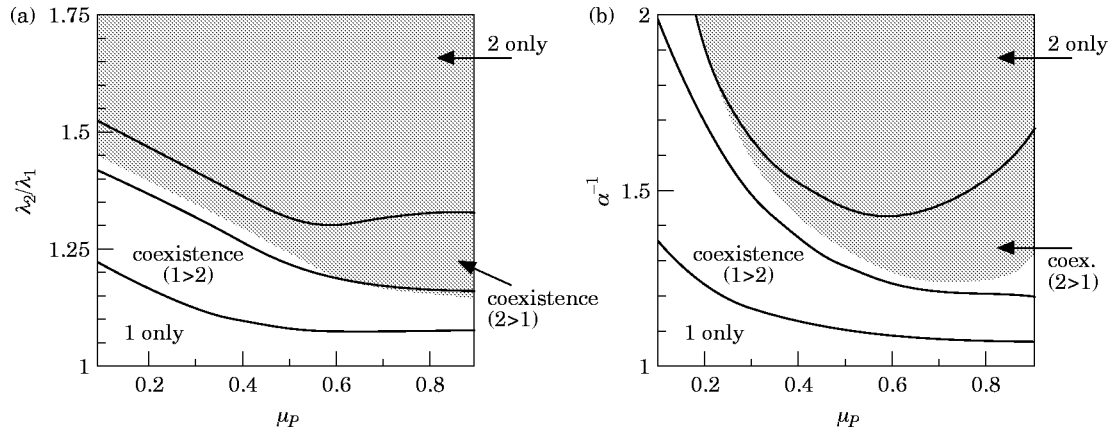 (a)
1.75
1.5
1.25
1
λ2/λ1
2 only
coexistence
(1>2)
coexistence
(2>1)
1 only
0.2 0.4 0.6 0.8
μP
(b)
2
1.5
1
α−1
2 only
coexistence
(1>2)
coex.
(2>1)
1 only
0.2 0.4 0.6 0.8
μP